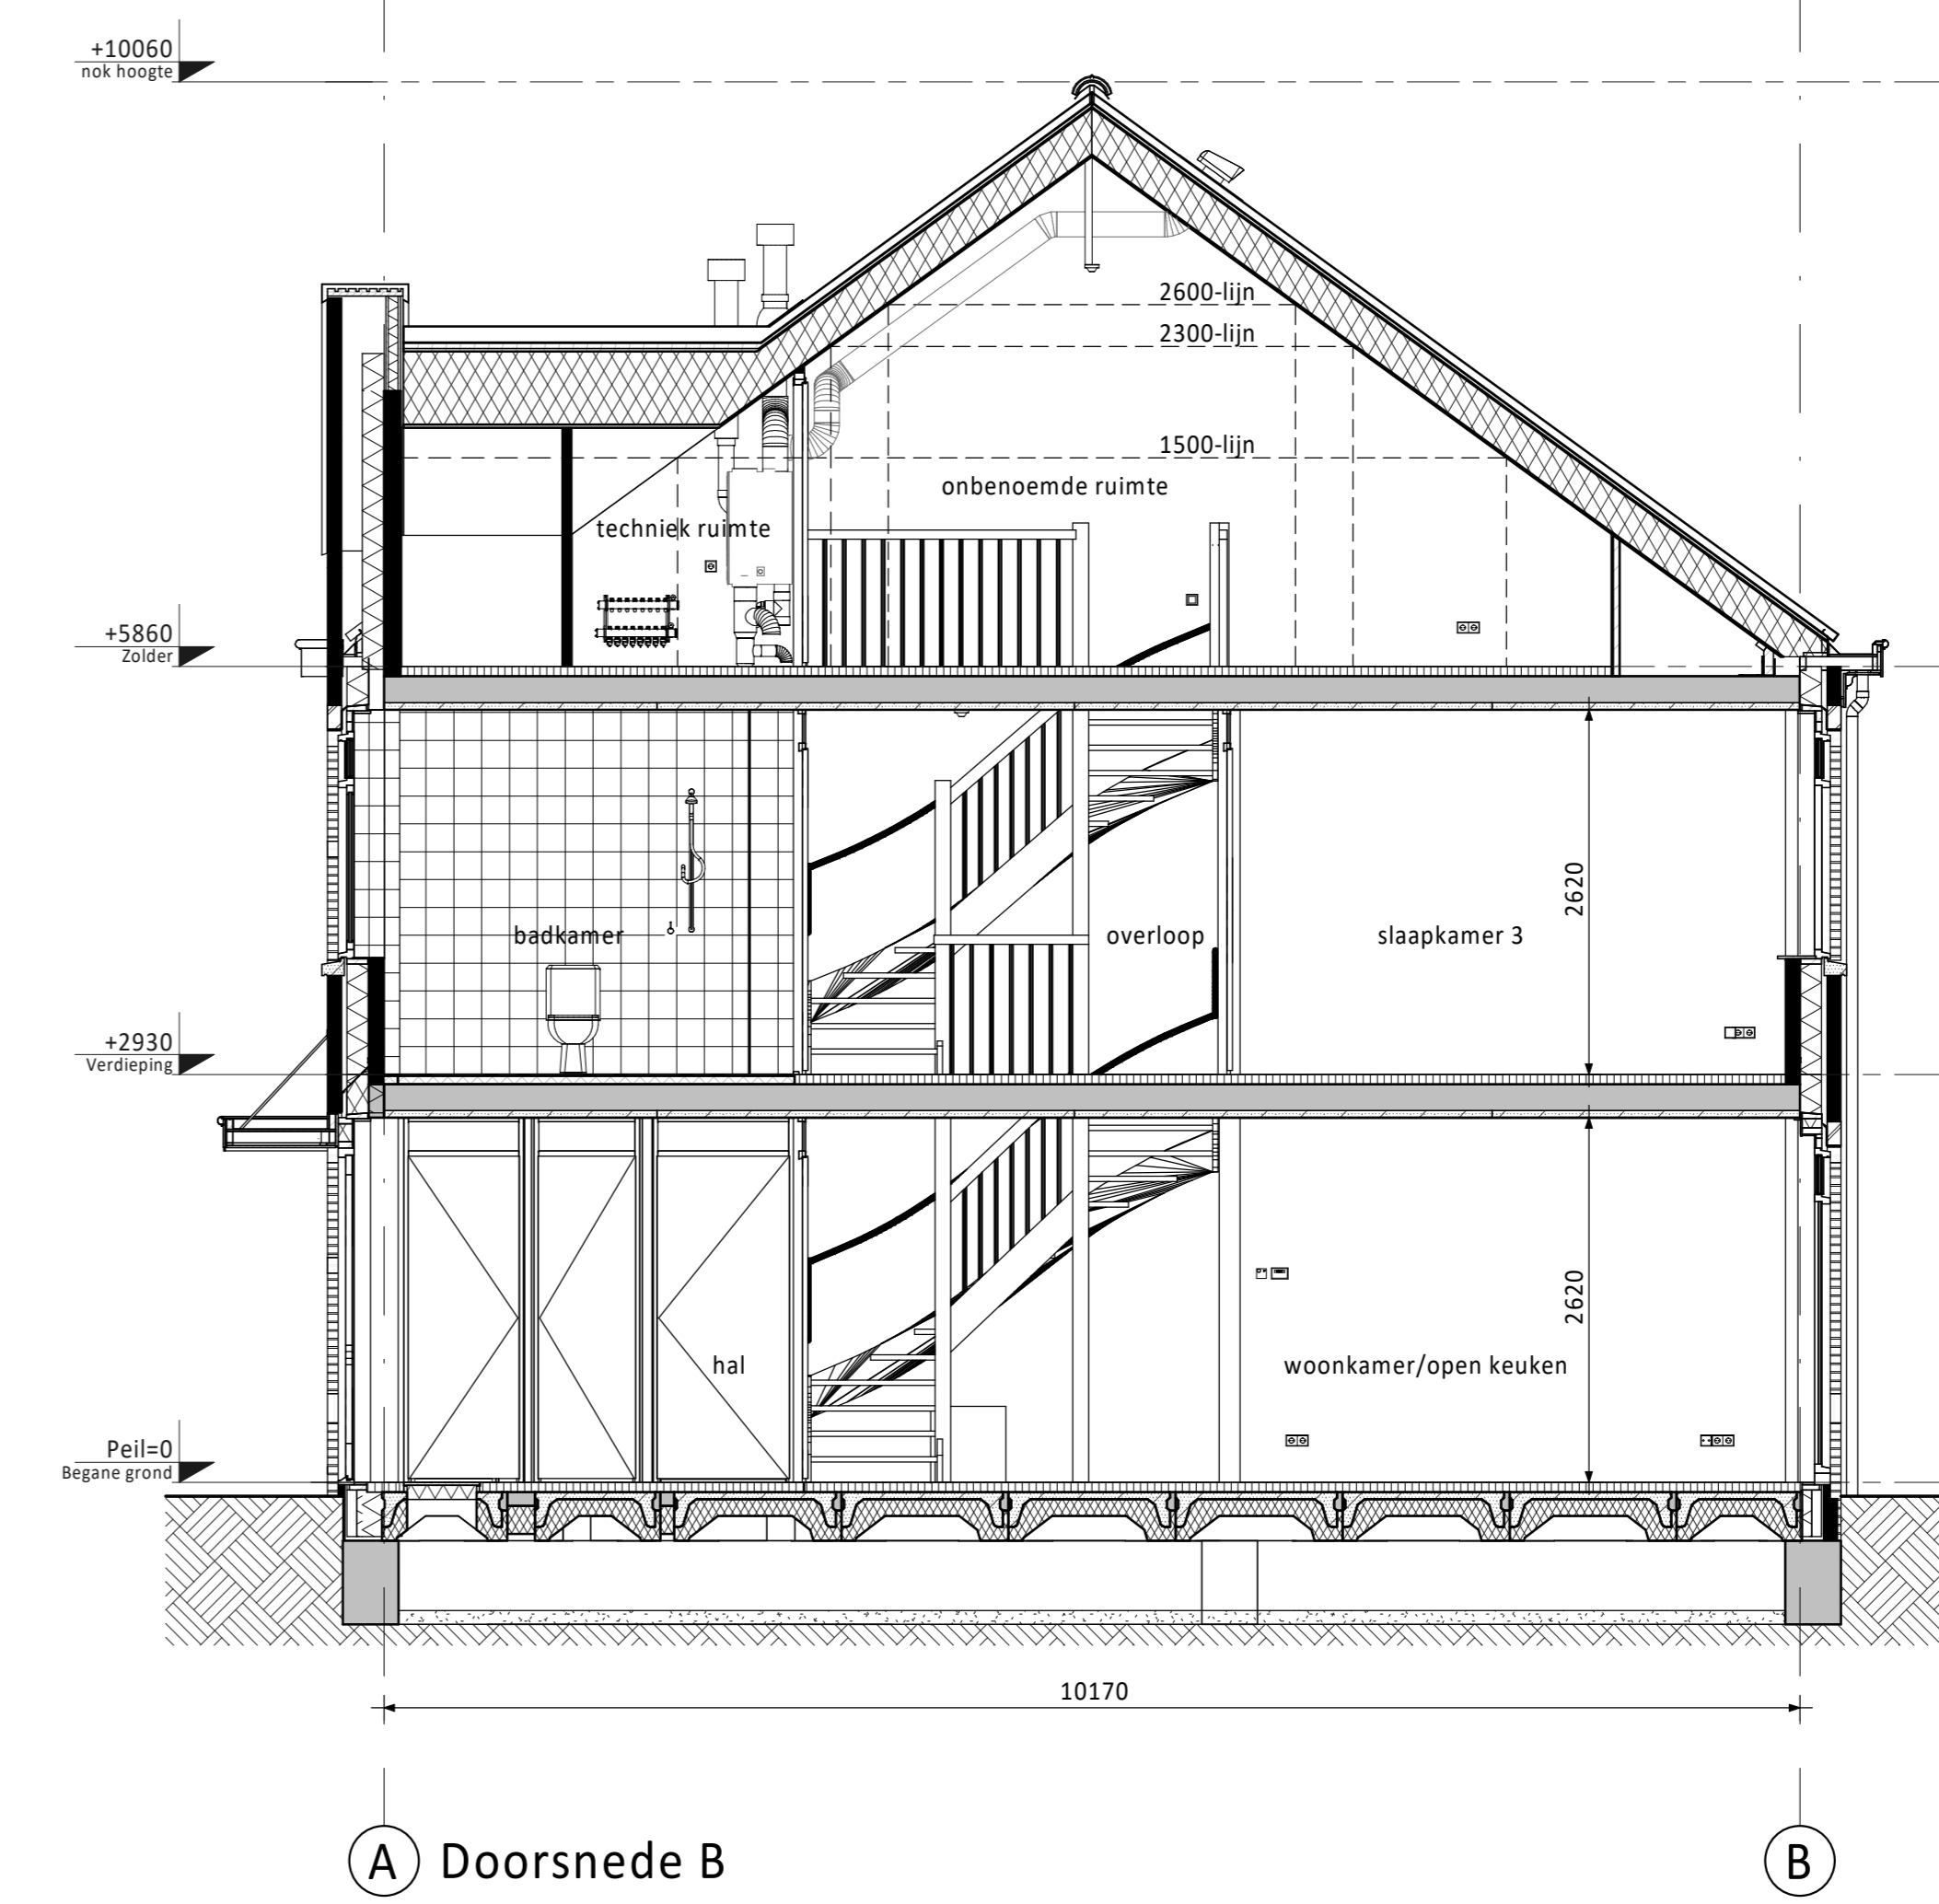 +10060
nok hoogte
2600-lijn
2300-lijn
1500-lijn
onbenoemde ruimte
techniek ruimte
+5860
Zolder
2620
badkamer
overloop
slaapkamer 3
+2930
Verdieping
2620
hal
woonkamer/open keuken
Peil=0
Begane grond
10170
A Doorsnede B
B